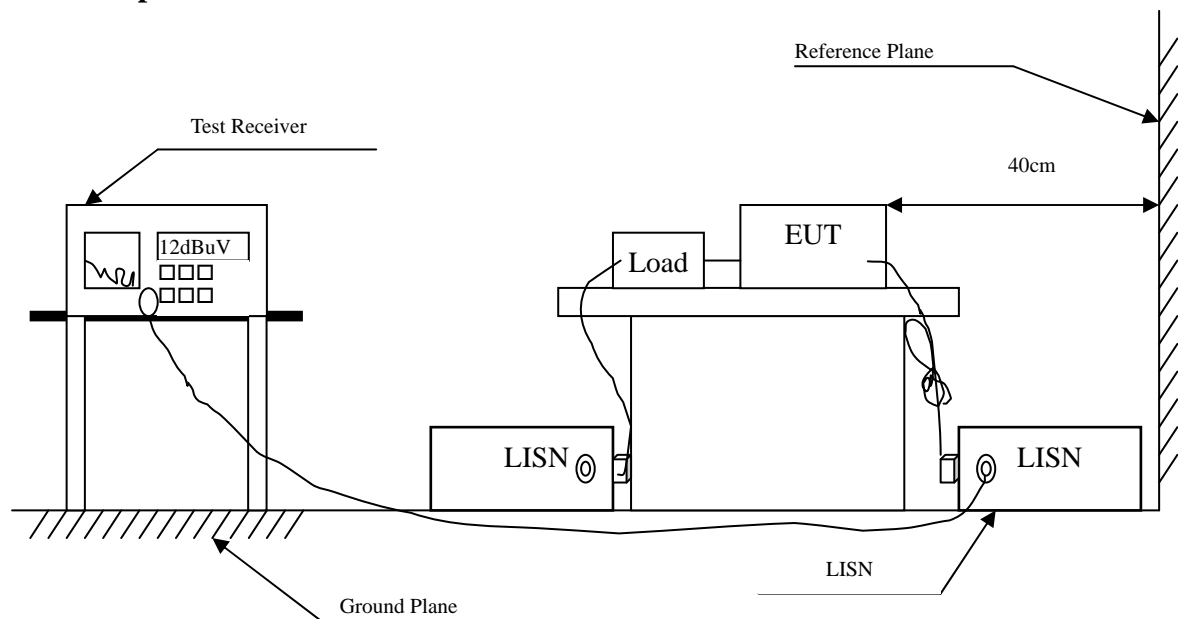 Reference Plane
Test Receiver
40cm
12dBuV
EUT
Load
LISN
LISN
LISN
Ground Plane